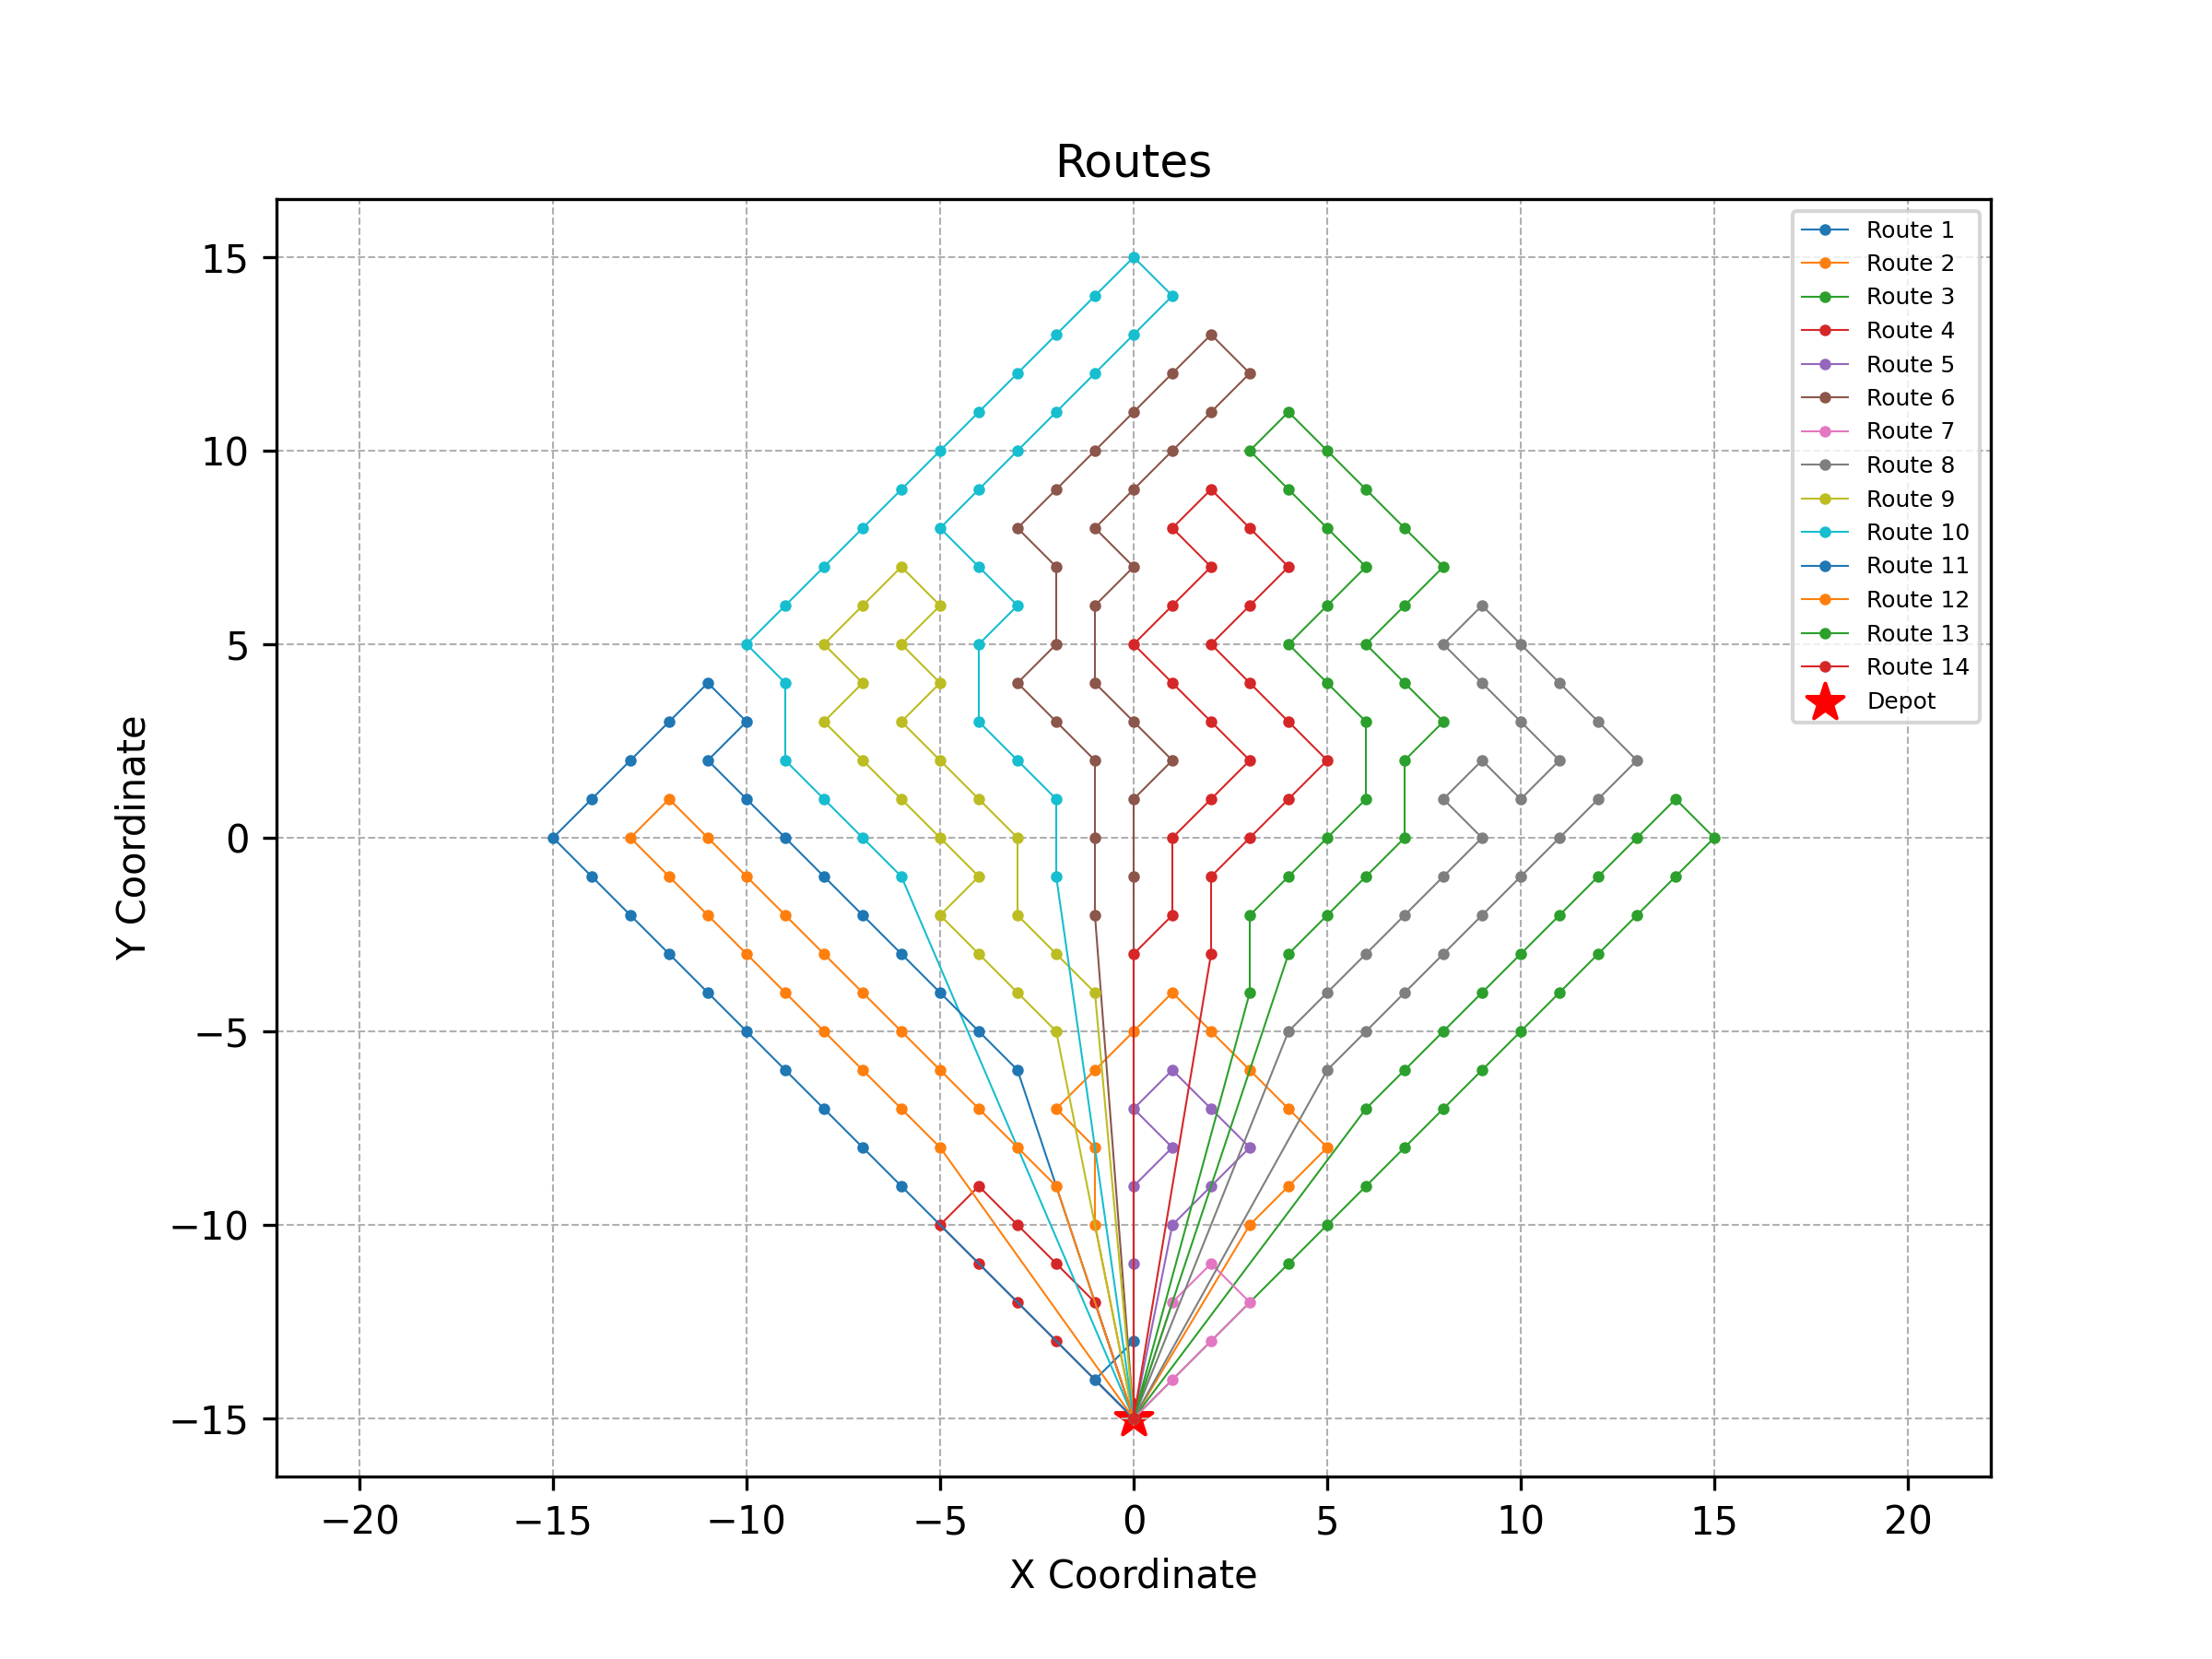 Routes
Y Coordinate
15
10
5
0
−5
−10
−15
−20
−15
−10
−5
0
5
10
15
20
X Coordinate
Route 1
Route 2
Route 3
Route 4
Route 5
Route 6
Route 7
Route 8
Route 9
Route 10
Route 11
Route 12
Route 13
Route 14
Depot